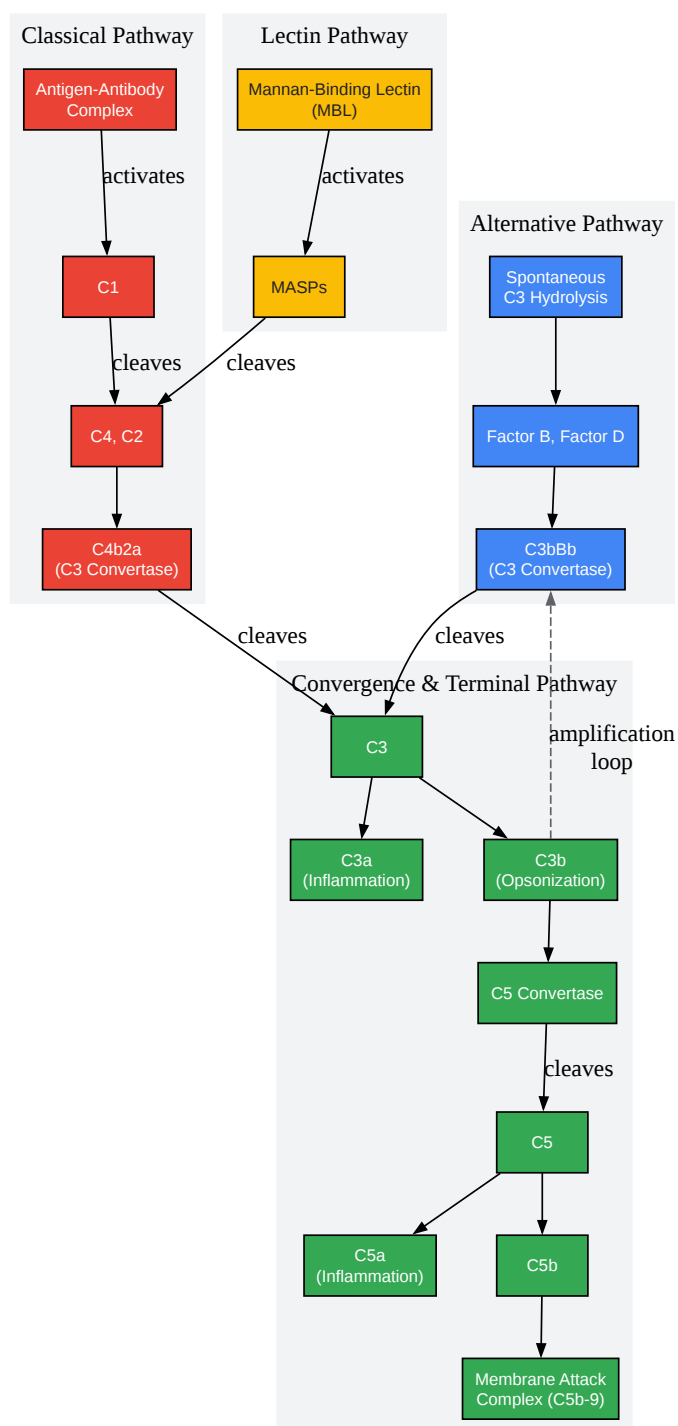 Classical Pathway
Lectin Pathway
Antigen-Antibody
Complex
Mannan-Binding Lectin
(MBL)
activates
activates
Alternative Pathway
C1
MASPs
Spontaneous
C3 Hydrolysis
cleaves
cleaves
C4, C2
Factor B, Factor D
C4b2a
(C3 Convertase)
C3bBb
(C3 Convertase)
cleaves
cleaves
Convergence & Terminal Pathway
C3
amplification
loop
C3a
(Inflammation)
C3b
(Opsonization)
C5 Convertase
cleaves
C5
C5a
(Inflammation)
C5b
Membrane Attack
Complex (C5b-9)